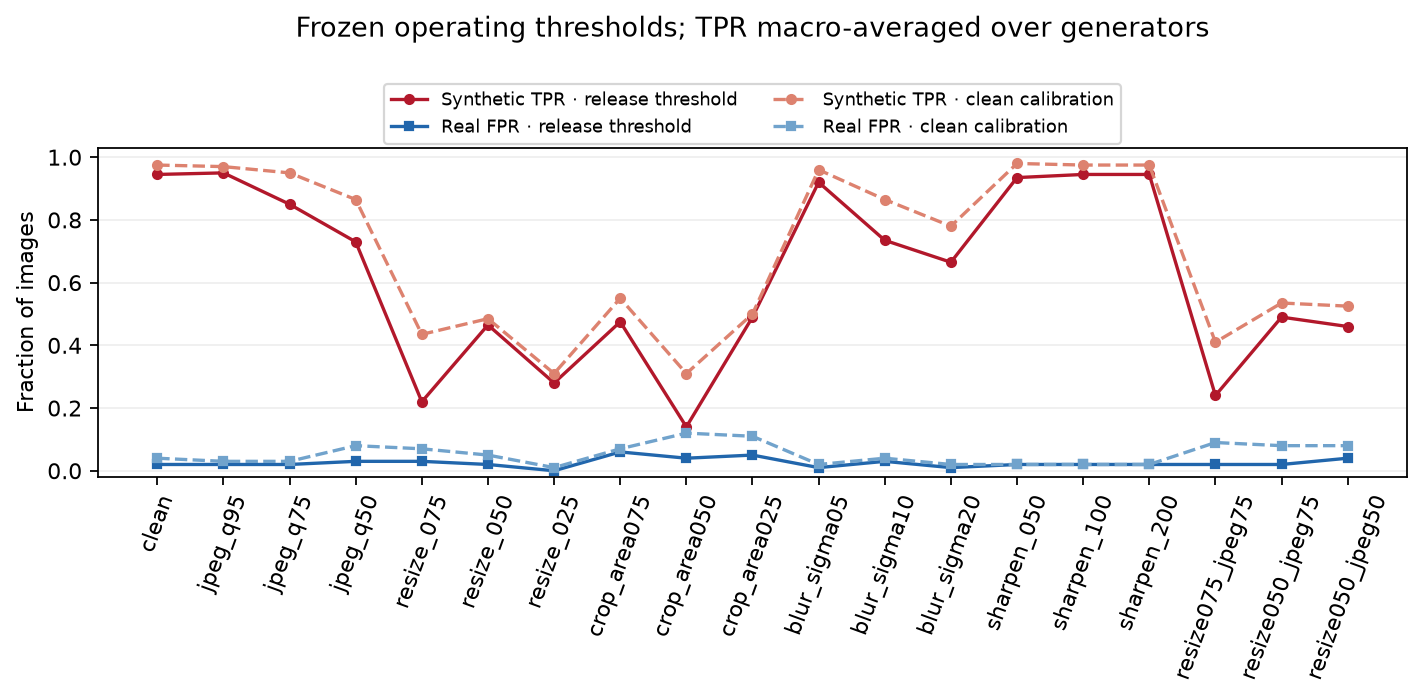 Frozen operating thresholds; TPR macro-averaged over generators
Synthetic TPR · release threshold
Real FPR · release threshold
Synthetic TPR · clean calibration
Real FPR · clean calibration
Fraction of images
1.0
0.8
0.6
0.4
0.2
0.0
clean
jpeg_q95
jpeg_q75
jpeg_q50
resize_075
resize_050
resize_025
crop_area075
crop_area050
crop_area025
blur_sigma05
blur_sigma10
blur_sigma20
sharpen_050
sharpen_100
sharpen_200
resize075_jpeg75
resize050_jpeg75
resize050_jpeg50